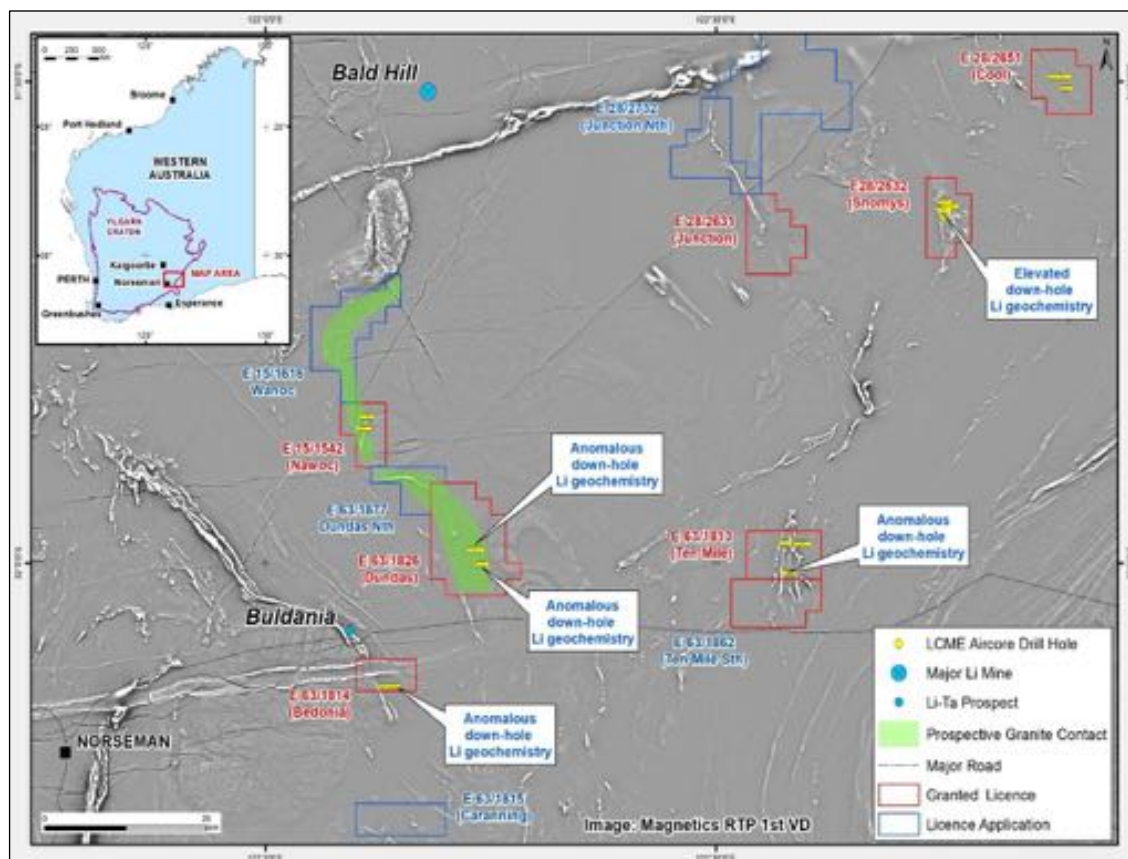 Broome
Port Hedland
WESTERN
AUSTRALIA
YILGARN
CRATON
Kalgoorlie
PERTH
MAP AREA
Norseman
Esperance
Greenbushes
Bald Hill
E 28/2732
(Junction Nth)
E 28/2651
(Cool)
E28/2632
(Snomys)
E 28/2631
(Junction)
Elevated
down-hole
Li geochemistry
E 15/1618
Wanoc
E 15/1542
(Nawoc)
Anomalous
down-hole
Li geochemistry
E 63/1877
Dundas Nth
E 63/1826
(Dundas)
E 63/1813
(Ten Mile)
Anomalous
down-hole
Li geochemistry
Buldania
Anomalous
down-hole
Li geochemistry
E 63/1862
(Ten Mile Sth)
E 63/1814
(Bedonia)
Anomalous
down-hole
Li geochemistry
NORSEMAN
E 63/1815
(Caranning)
Image: Magnetics RTP 1st VD
LCME Aircore Drill Hole
Major Li Mine
Li-Ta Prospect
Prospective Granite Contact
Major Road
Granted Licence
Licence Application